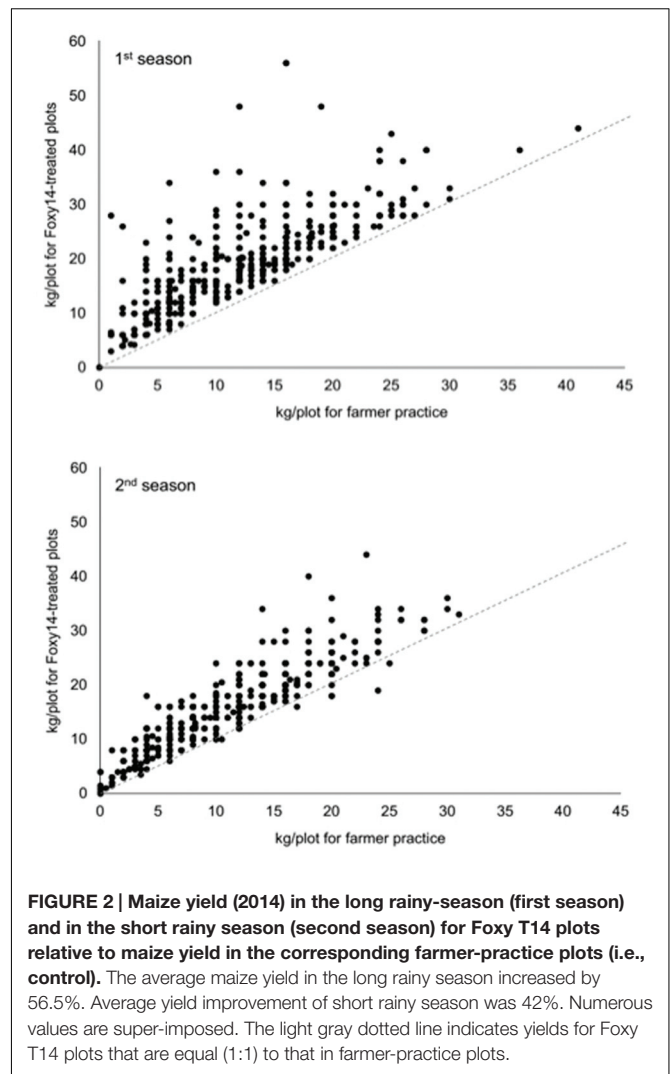 60
50
40
30
20
10
0
1st season
kg/plot for Foxy14-treated plots
0 5 10 15 20 25 30 35 40 45
kg/plot for farmer practice
60
50
40
30
20
10
0
2nd season
kg/plot for Foxy14-treated plots
0 5 10 15 20 25 30 35 40 45
kg/plot for farmer practice
FIGURE 2 | Maize yield (2014) in the long rainy-season (first season)
and in the short rainy season (second season) for Foxy T14 plots
relative to maize yield in the corresponding farmer-practice plots (i.e.,
control). The average maize yield in the long rainy season increased by
56.5%. Average yield improvement of short rainy season was 42%. Numerous
values are super-imposed. The light gray dotted line indicates yields for Foxy
T14 plots that are equal (1:1) to that in farmer-practice plots.